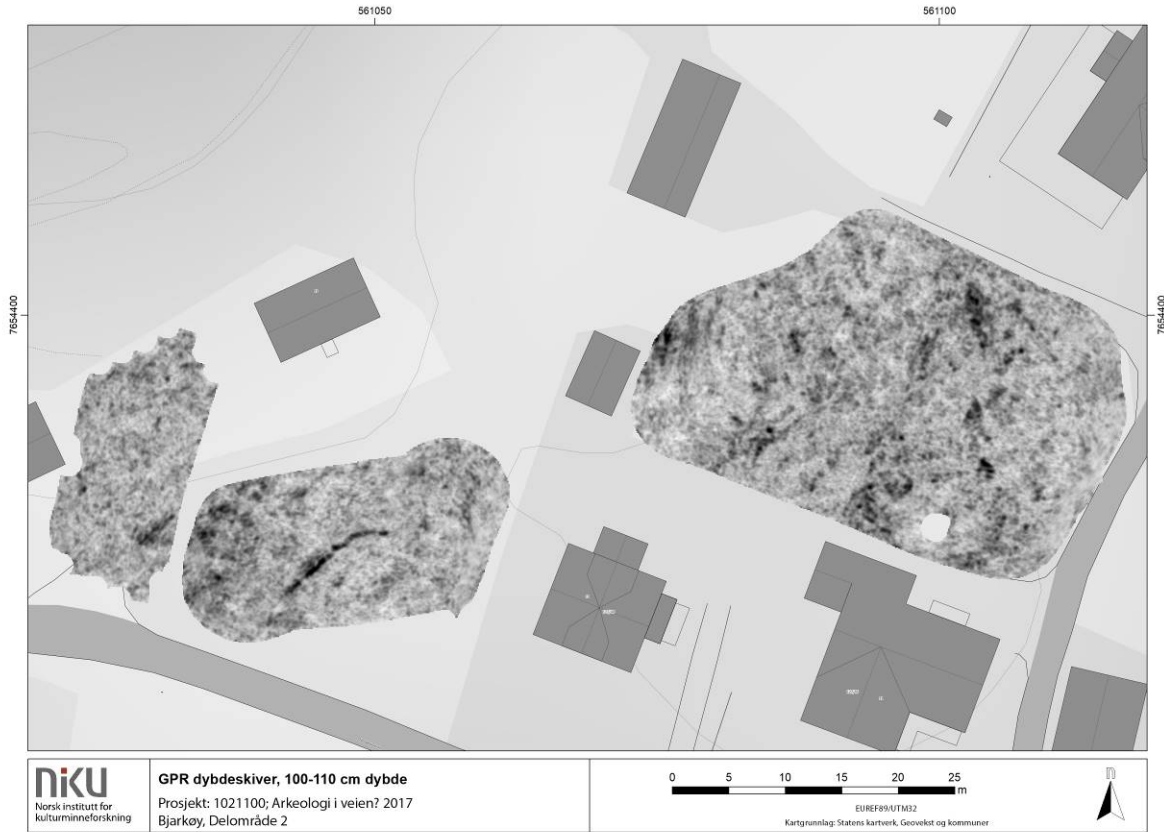 561050
561100
7654400
7654400
niKU
Norsk institutt for
kulturminneforskning
GPR dybdeskiver, 100-110 cm dybde
Prosjekt: 1021100; Arkeologi i veien? 2017
Bjarkøy, Delområde 2
0 5 10 15 20 25
m
EUREF89/UTM32
Kartgrunnlag: Statens kartverk, Geovekst og kommuner
n